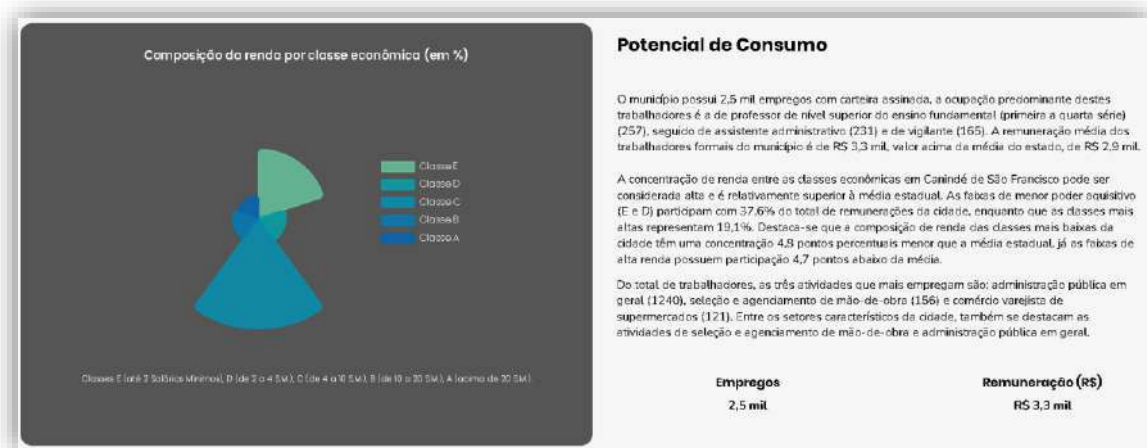 Composição da renda por classe econômica (em %)
Classe E
Classe D
Classe C
Classe B
Classe A
Classes E (até 2 Salários Mínimos), D (de 2 a 4 S.M.), C (de 4 a 10 S.M.), B (de 10 a 20 S.M.), A (acima de 20 S.M.)
Potencial de Consumo
O município possui 2,5 mil empregos com carteira assinada, a ocupação predominante destes
trabalhadores é a de professor de nível superior do ensino fundamental (primeira a quarta série)
(257), seguido de assistente administrativo (231) e de vigilante (165). A remuneração média dos
trabalhadores formais do município é de R$ 3,3 mil, valor acima da média do estado, de R$ 2,9 mil.
A concentração de renda entre as classes econômicas em Canindé de São Francisco pode ser
considerada alta e é relativamente superior à média estadual. As faixas de menor poder aquisitivo
(E e D) participam com 37,6% do total de remunerações da cidade, enquanto que as classes mais
altas representam 19,1%. Destaca-se que a composição de renda das classes mais baixas da
cidade têm uma concentração 4,8 pontos percentuais menor que a média estadual, já as faixas de
alta renda possuem participação 4,7 pontos abaixo da média.
Do total de trabalhadores, as três atividades que mais empregam são: administração pública em
geral (1240), seleção e agenciamento de mão-de-obra (156) e comércio varejista de
supermercados (121). Entre os setores característicos da cidade, também se destacam as
atividades de seleção e agenciamento de mão-de-obra e administração pública em geral.
Empregos
2,5 mil
Remuneração (R$)
R$ 3,3 mil